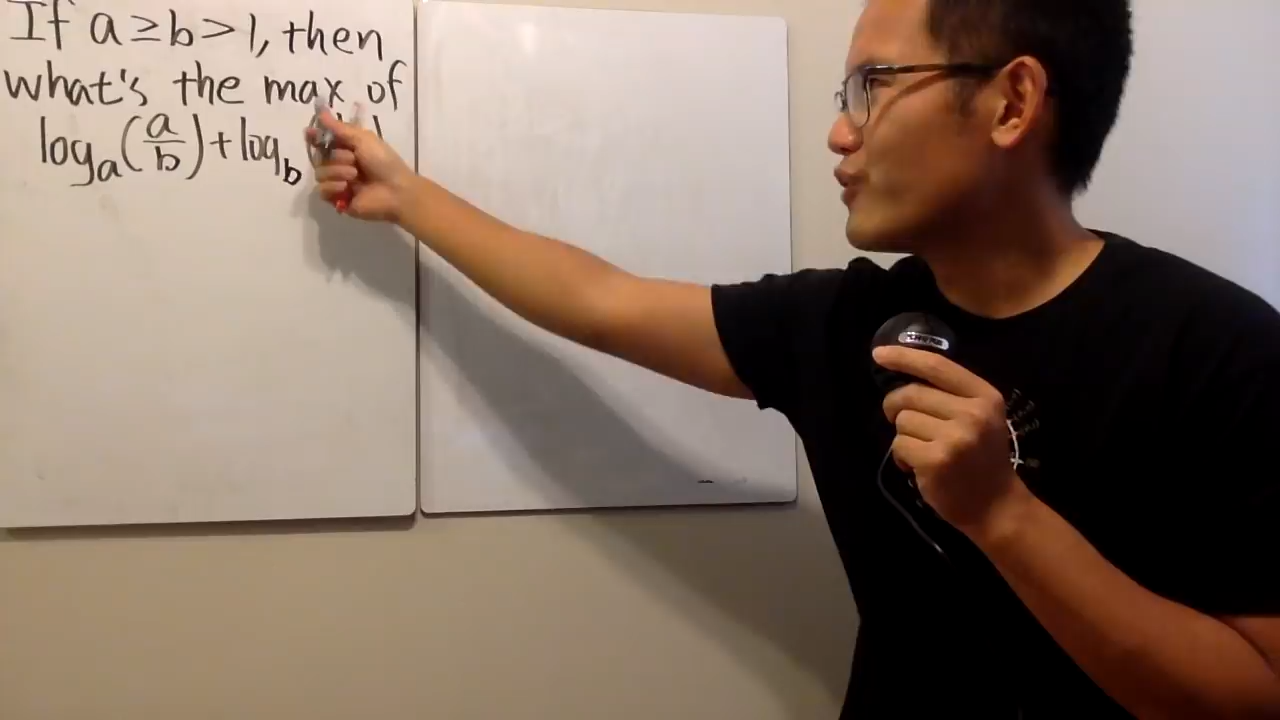 If a ≥ b > 1, then
what's the max of
log_a(a/b) + log_b(